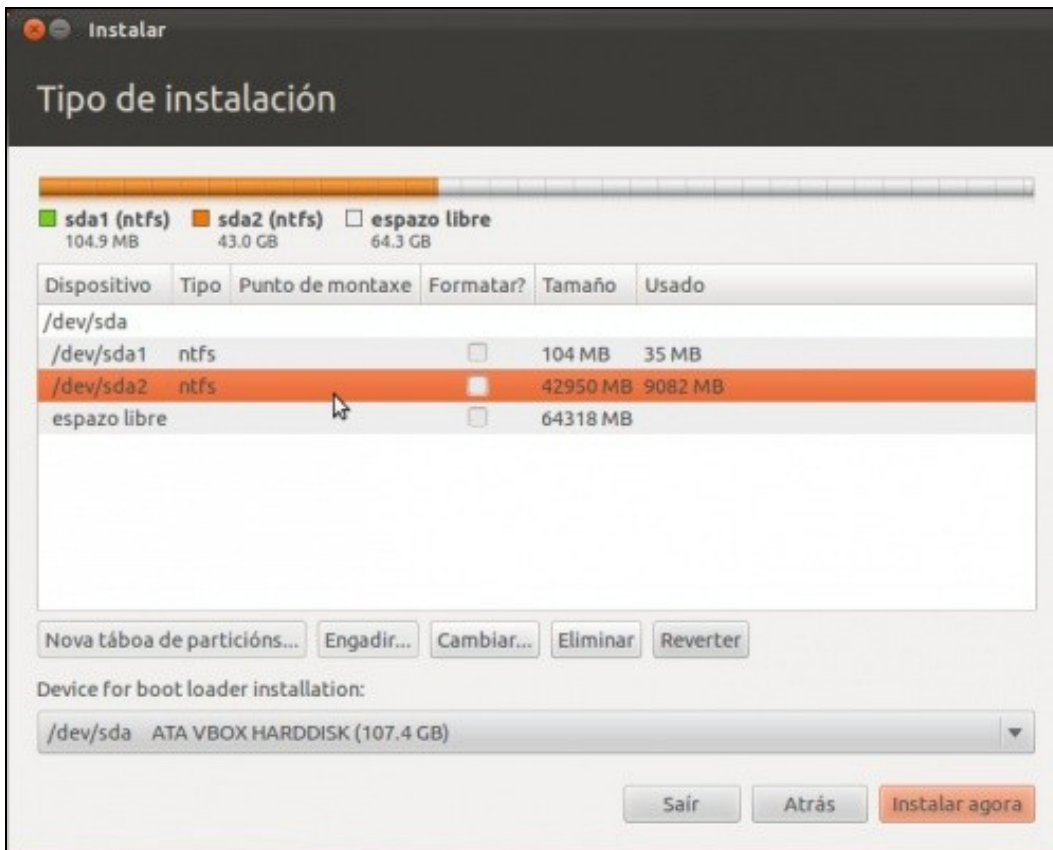 Instalar
Tipo de instalación
sda1 (ntfs) sda2 (ntfs) espazo libre
104.9 MB 43.0 GB 64.3 GB
Dispositivo Tipo Punto de montaxe Formatar? Tamaño Usado
/dev/sda
/dev/sda1 ntfs 104 MB 35 MB
/dev/sda2 ntfs 42950 MB 9082 MB
espazo libre 64318 MB
Nova táboa de particións... Engadir... Cambiar... Eliminar Reverter
Device for boot loader installation:
/dev/sda ATA VBOX HARDDISK (107.4 GB)
Saír Atrás Instalar agora